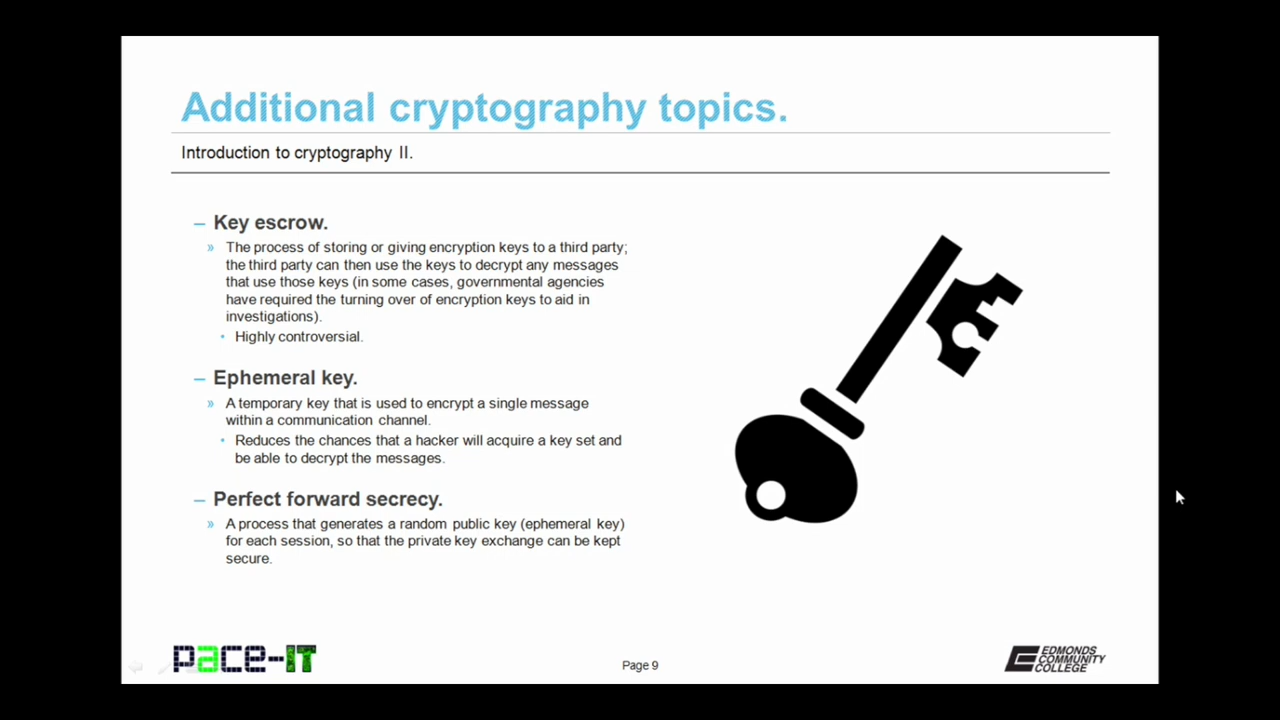 Additional cryptography topics.
Introduction to cryptography II.
– Key escrow.
» The process of storing or giving encryption keys to a third party;
the third party can then use the keys to decrypt any messages
that use those keys (in some cases, governmental agencies
have required the turning over of encryption keys to aid in
investigations).
• Highly controversial.
– Ephemeral key.
» A temporary key that is used to encrypt a single message
within a communication channel.
• Reduces the chances that a hacker will acquire a key set and
be able to decrypt the messages.
– Perfect forward secrecy.
» A process that generates a random public key (ephemeral key)
for each session, so that the private key exchange can be kept
secure.
pace-IT
Page 9
EDMONDS
COMMUNITY
COLLEGE